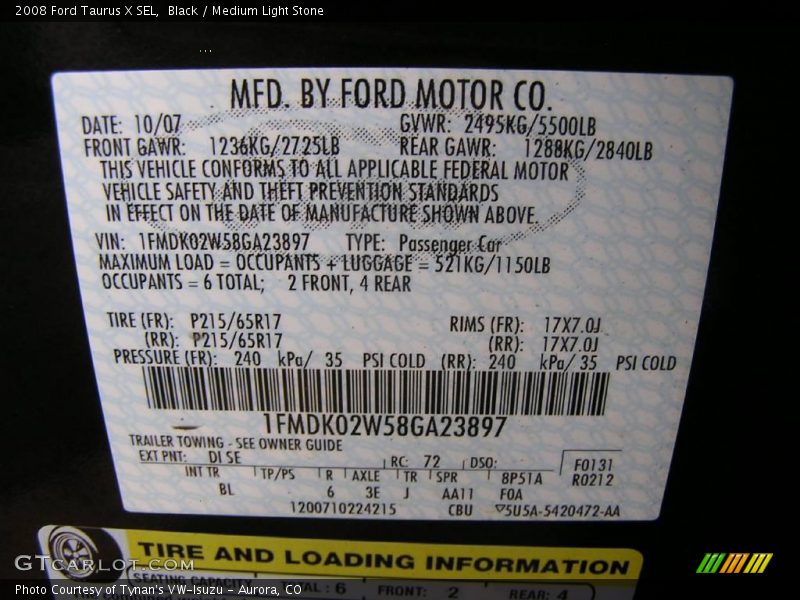 2008 Ford Taurus X SEL,  Black / Medium Light Stone
MFD. BY FORD MOTOR CO.
DATE: 10/07 GVWR: 2495KG/5500LB
FRONT GAWR: 1236KG/2725LB REAR GAWR: 1288KG/2840LB
THIS VEHICLE CONFORMS TO ALL APPLICABLE FEDERAL MOTOR
VEHICLE SAFETY AND THEFT PREVENTION STANDARDS
IN EFFECT ON THE DATE OF MANUFACTURE SHOWN ABOVE.
VIN: 1FMDK02W58GA23897 TYPE: Passenger Car
MAXIMUM LOAD = OCCUPANTS + LUGGAGE = 521KG/1150LB
OCCUPANTS = 6 TOTAL; 2 FRONT, 4 REAR
TIRE (FR): P215/65R17 RIMS (FR): 17X7.0J
(RR): P215/65R17 (RR): 17X7.0J
PRESSURE (FR): 240 kPa/ 35 PSI COLD (RR): 240 kPa/ 35 PSI COLD
1FMDK02W58GA23897
TRAILER TOWING - SEE OWNER GUIDE
EXT PNT: DI SE RC: 72 DSO: F0131
INT TR TP/PS R AXLE TR SPR 8P51A R0212
BL 6 3E J AA11 F0A
1200710224215 CBU 5U5A-5420472-AA
TIRE AND LOADING INFORMATION
GTCARLOT.COM
SEATING CAPACITY TOTAL : 6 FRONT: 2 REAR: 4
Photo Courtesy of Tynan's VW-Isuzu - Aurora, CO